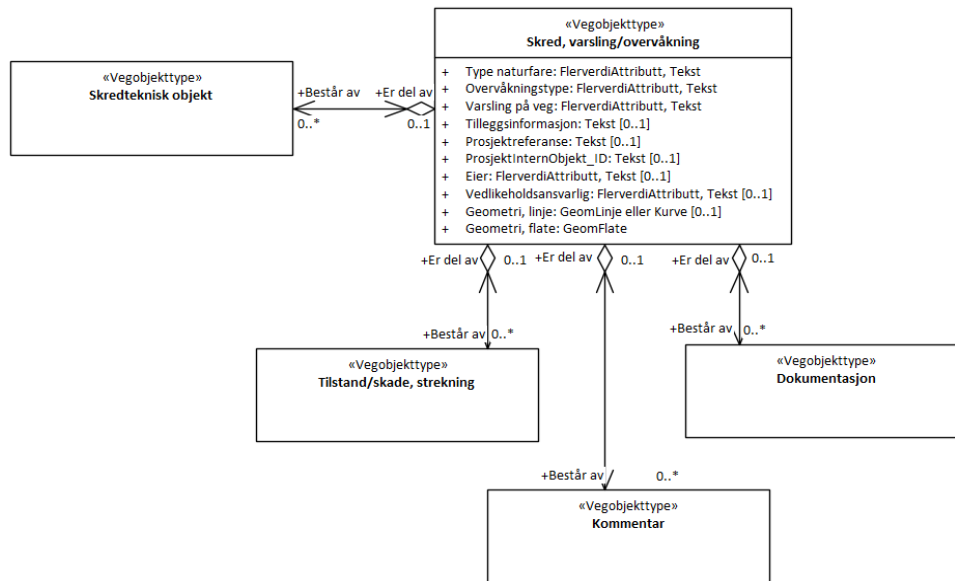 «Vegobjekttype»
Skred, varsling/overvåkning
+ Type naturfare: FlerverdiAttributt, Tekst
+ Overvåkningstype: FlerverdiAttributt, Tekst
+ Varsling på veg: FlerverdiAttributt, Tekst
+ Tilleggsinformasjon: Tekst [0..1]
+ Prosjektreferanse: Tekst [0..1]
+ ProsjektInternObjekt_ID: Tekst [0..1]
+ Eier: FlerverdiAttributt, Tekst [0..1]
+ Vedlikeholdsansvarlig: FlerverdiAttributt, Tekst [0..1]
+ Geometri, linje: GeomLinje eller Kurve [0..1]
+ Geometri, flate: GeomFlate
«Vegobjekttype»
Skredteknisk objekt
+Består av +Er del av
0..* 0..1
+Er del av 0..1 +Er del av 0..1 +Er del av 0..1
+Består av 0..* +Består av 0..*
«Vegobjekttype»
Tilstand/skade, strekning
«Vegobjekttype»
Dokumentasjon
+Består av 0..*
«Vegobjekttype»
Kommentar